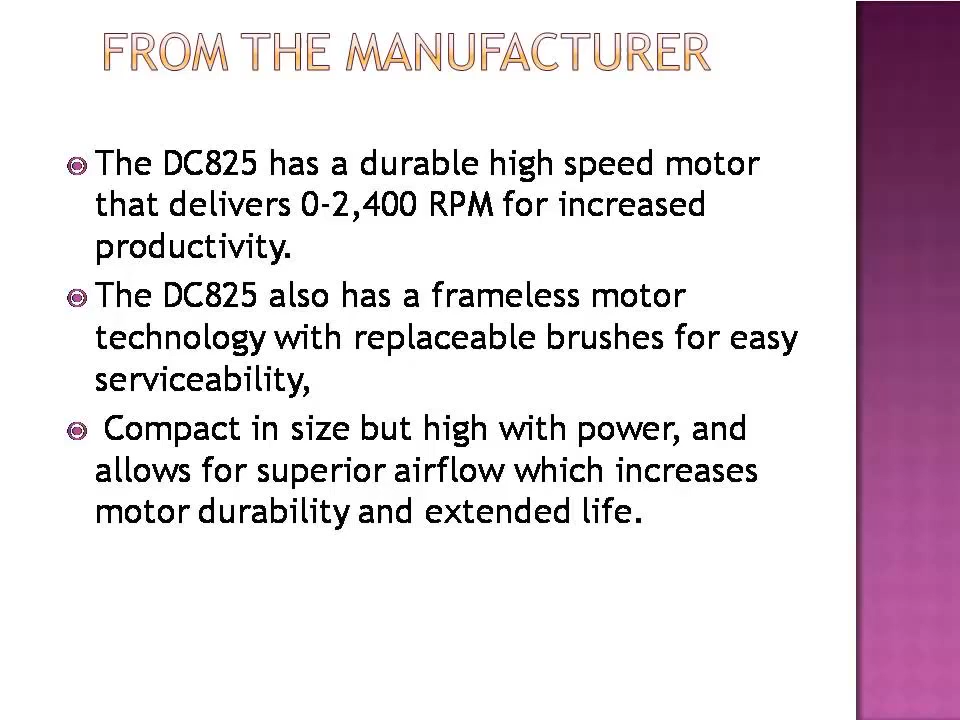 FROM THE MANUFACTURER
The DC825 has a durable high speed motor
that delivers 0-2,400 RPM for increased
productivity.
The DC825 also has a frameless motor
technology with replaceable brushes for easy
serviceability,
Compact in size but high with power, and
allows for superior airflow which increases
motor durability and extended life.